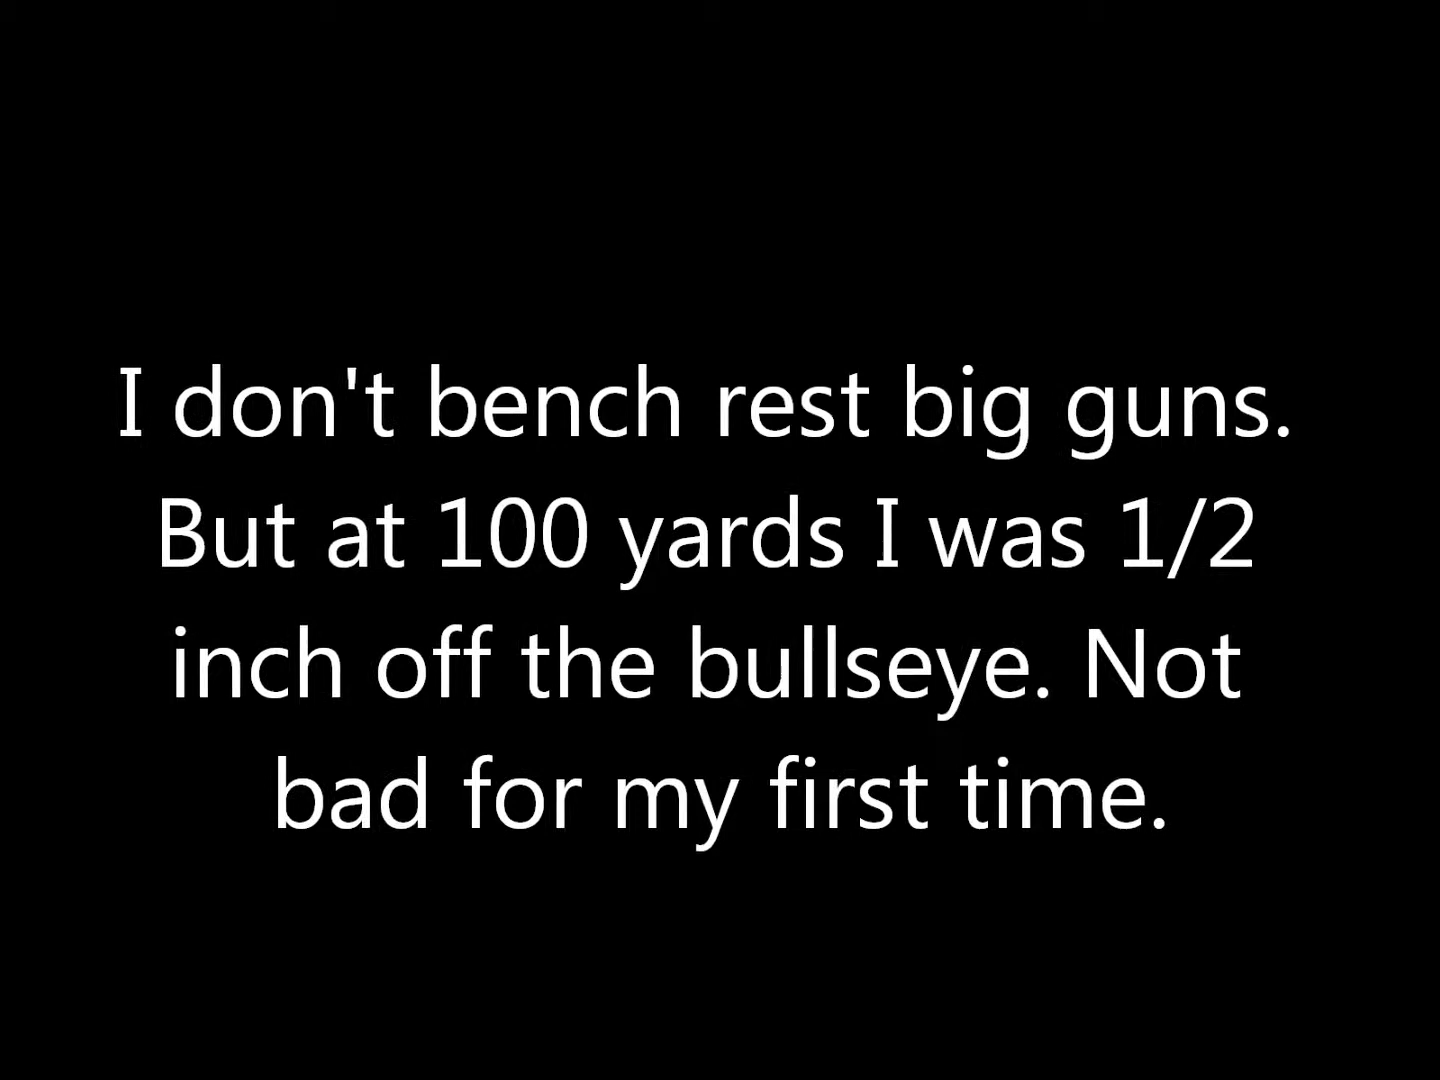 I don't bench rest big guns.
But at 100 yards I was 1/2
inch off the bullseye. Not
bad for my first time.